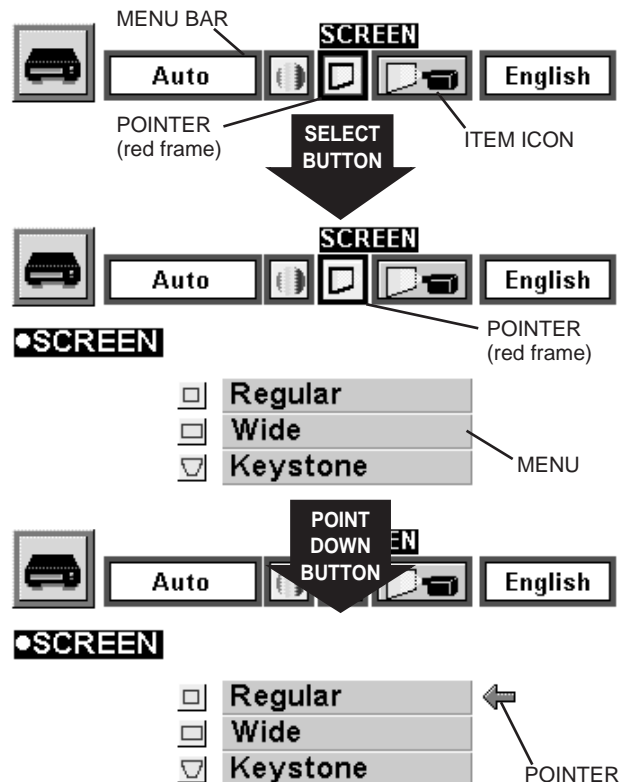 MENU BAR
SCREEN
Auto
English
POINTER
(red frame)
SELECT
BUTTON
ITEM ICON
SCREEN
Auto
English
POINTER
(red frame)
●SCREEN
Regular
Wide
Keystone
MENU
POINT
DOWN
BUTTON
EN
Auto
English
●SCREEN
Regular
Wide
Keystone
POINTER